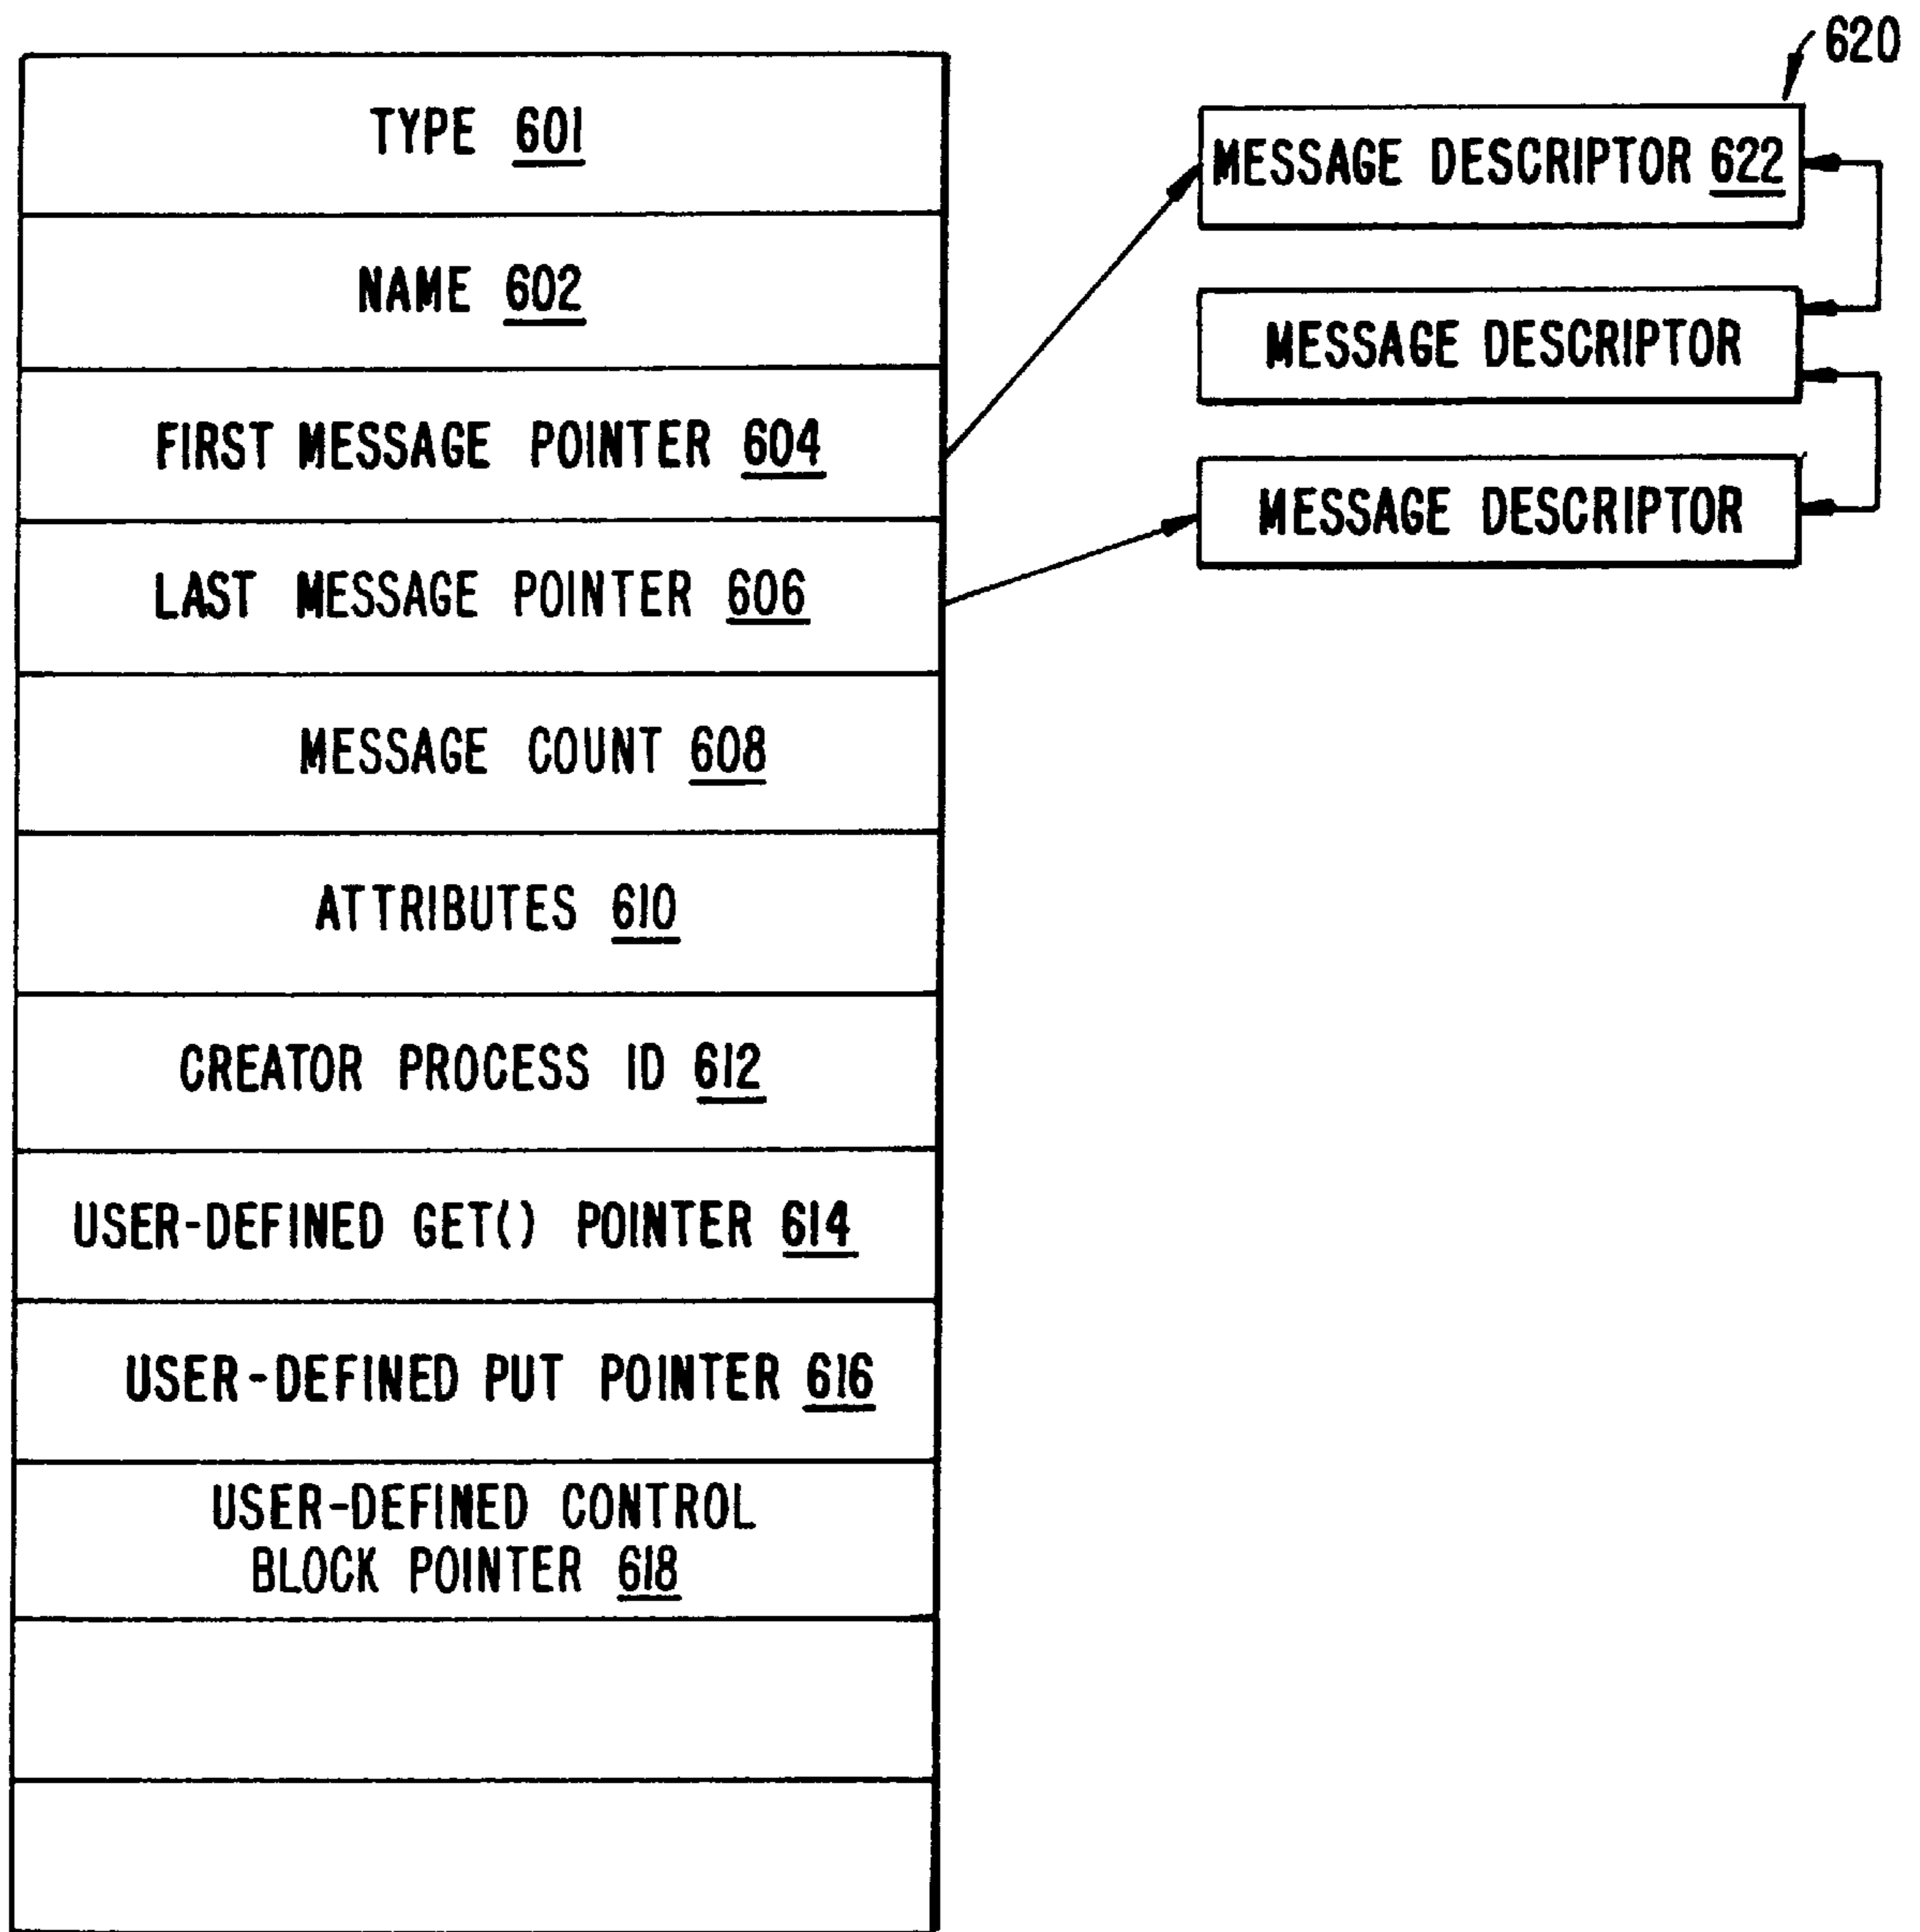 TYPE 601
NAME 602
FIRST MESSAGE POINTER 604
LAST MESSAGE POINTER 606
MESSAGE COUNT 608
ATTRIBUTES 610
CREATOR PROCESS ID 612
USER-DEFINED GET() POINTER 614
USER-DEFINED PUT POINTER 616
USER-DEFINED CONTROL
BLOCK POINTER 618
620
MESSAGE DESCRIPTOR 622
MESSAGE DESCRIPTOR
MESSAGE DESCRIPTOR